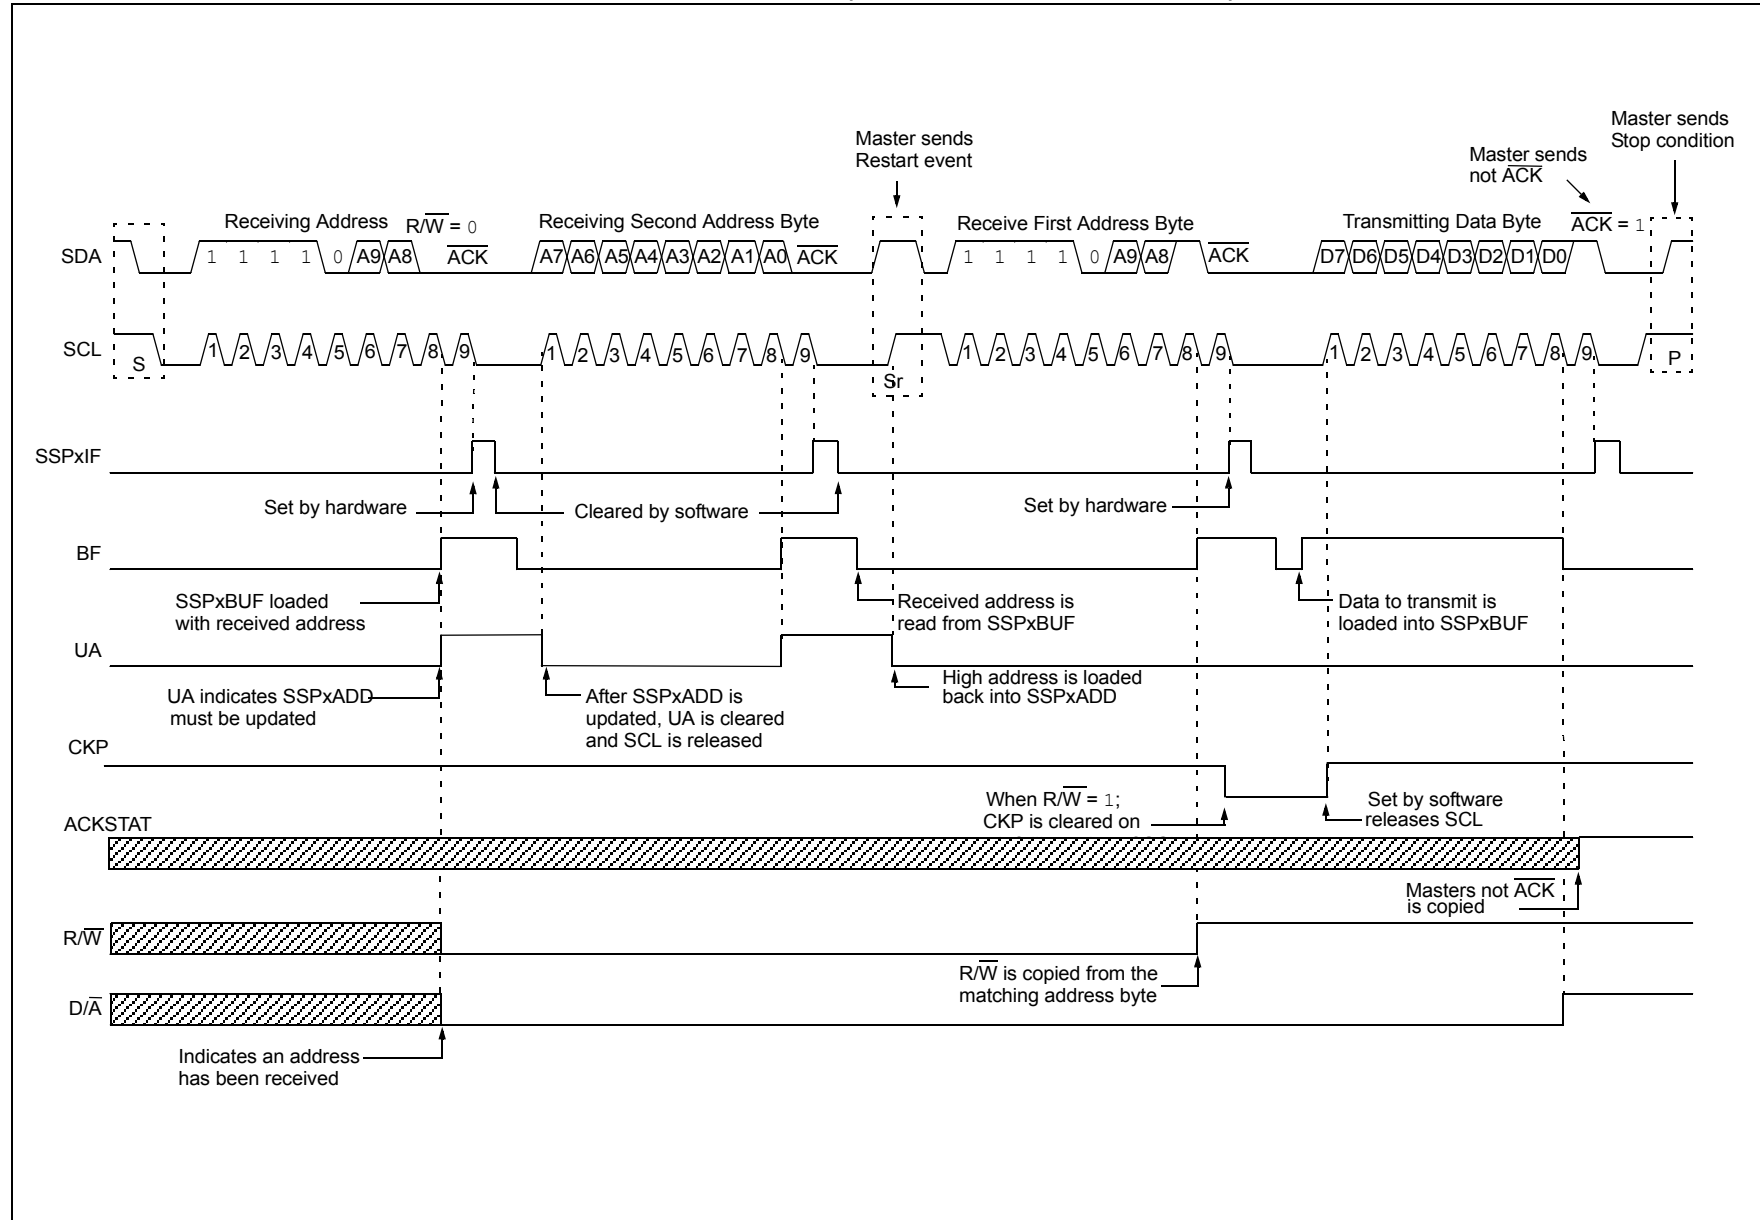 Master sends
Restart event
Master sends
Stop condition
Master sends
not A̅C̅K̅
Receiving Address R/W̅ = 0
Receiving Second Address Byte
Receive First Address Byte
Transmitting Data Byte
A̅C̅K̅ = 1
SDA
1 1 1 1 0 A9 A8 A̅C̅K̅
A7 A6 A5 A4 A3 A2 A1 A0 A̅C̅K̅
1 1 1 1 0 A9 A8 A̅C̅K̅
D7 D6 D5 D4 D3 D2 D1 D0
SCL
S
1 2 3 4 5 6 7 8 9
1 2 3 4 5 6 7 8 9
Sr
1 2 3 4 5 6 7 8 9
1 2 3 4 5 6 7 8 9
P
SSPxIF
Set by hardware
Cleared by software
Set by hardware
BF
SSPxBUF loaded
with received address
Received address is
read from SSPxBUF
Data to transmit is
loaded into SSPxBUF
UA
UA indicates SSPxADD
must be updated
After SSPxADD is
updated, UA is cleared
and SCL is released
High address is loaded
back into SSPxADD
CKP
When R/W̅ = 1;
CKP is cleared on
Set by software
releases SCL
ACKSTAT
Masters not A̅C̅K̅
is copied
R/W̅
R/W̅ is copied from the
matching address byte
D/A̅
Indicates an address
has been received